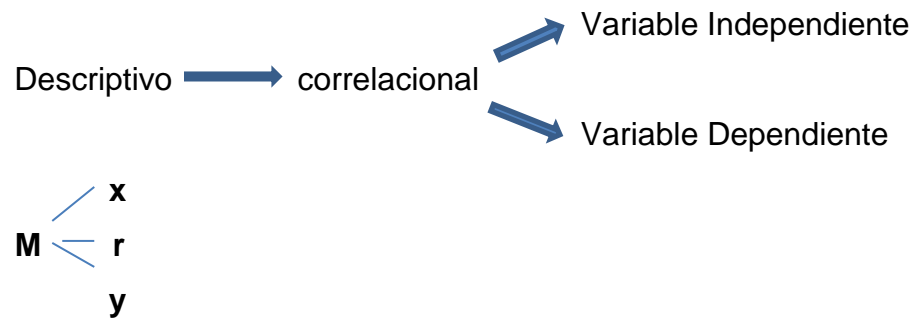 Variable Independiente
Descriptivo correlacional
Variable Dependiente
x
M r
y